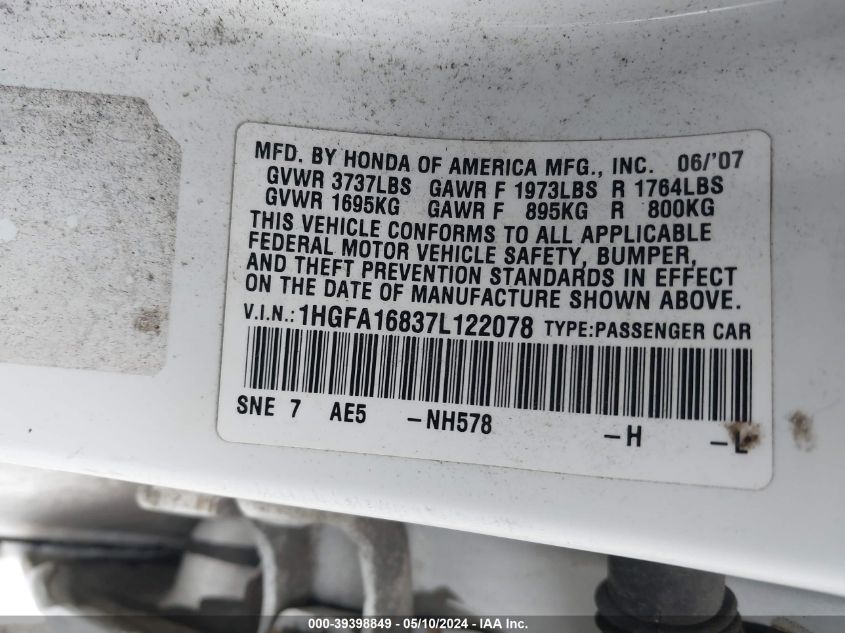 MFD. BY HONDA OF AMERICA MFG., INC. 06/'07
GVWR 3737LBS GAWR F 1973LBS R 1764LBS
GVWR 1695KG GAWR F 895KG R 800KG
THIS VEHICLE CONFORMS TO ALL APPLICABLE
FEDERAL MOTOR VEHICLE SAFETY, BUMPER,
AND THEFT PREVENTION STANDARDS IN EFFECT
ON THE DATE OF MANUFACTURE SHOWN ABOVE.
V.I.N.: 1HGFA16837L122078 TYPE:PASSENGER CAR
SNE 7 AE5 -NH578 -H -L
000-39398849 - 05/10/2024 - IAA Inc.